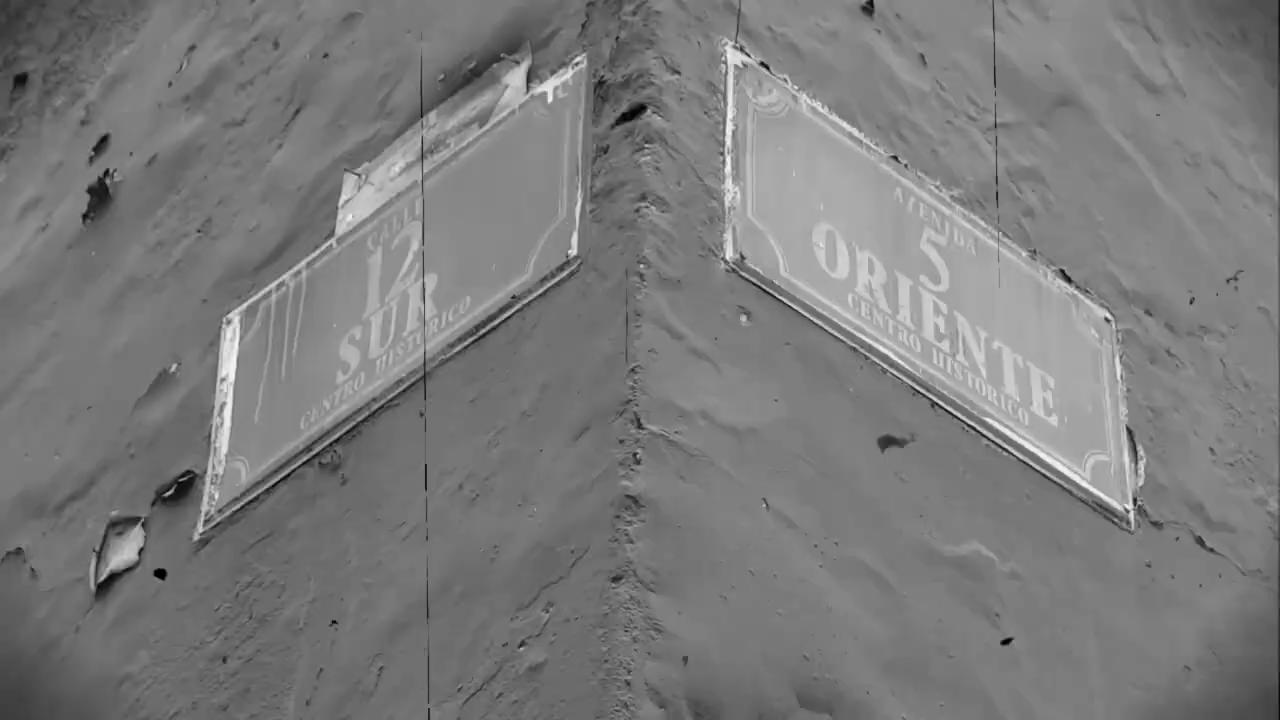 CALLE
12
SUR
CENTRO HISTORICO
AVENIDA
5
ORIENTE
CENTRO HISTORICO